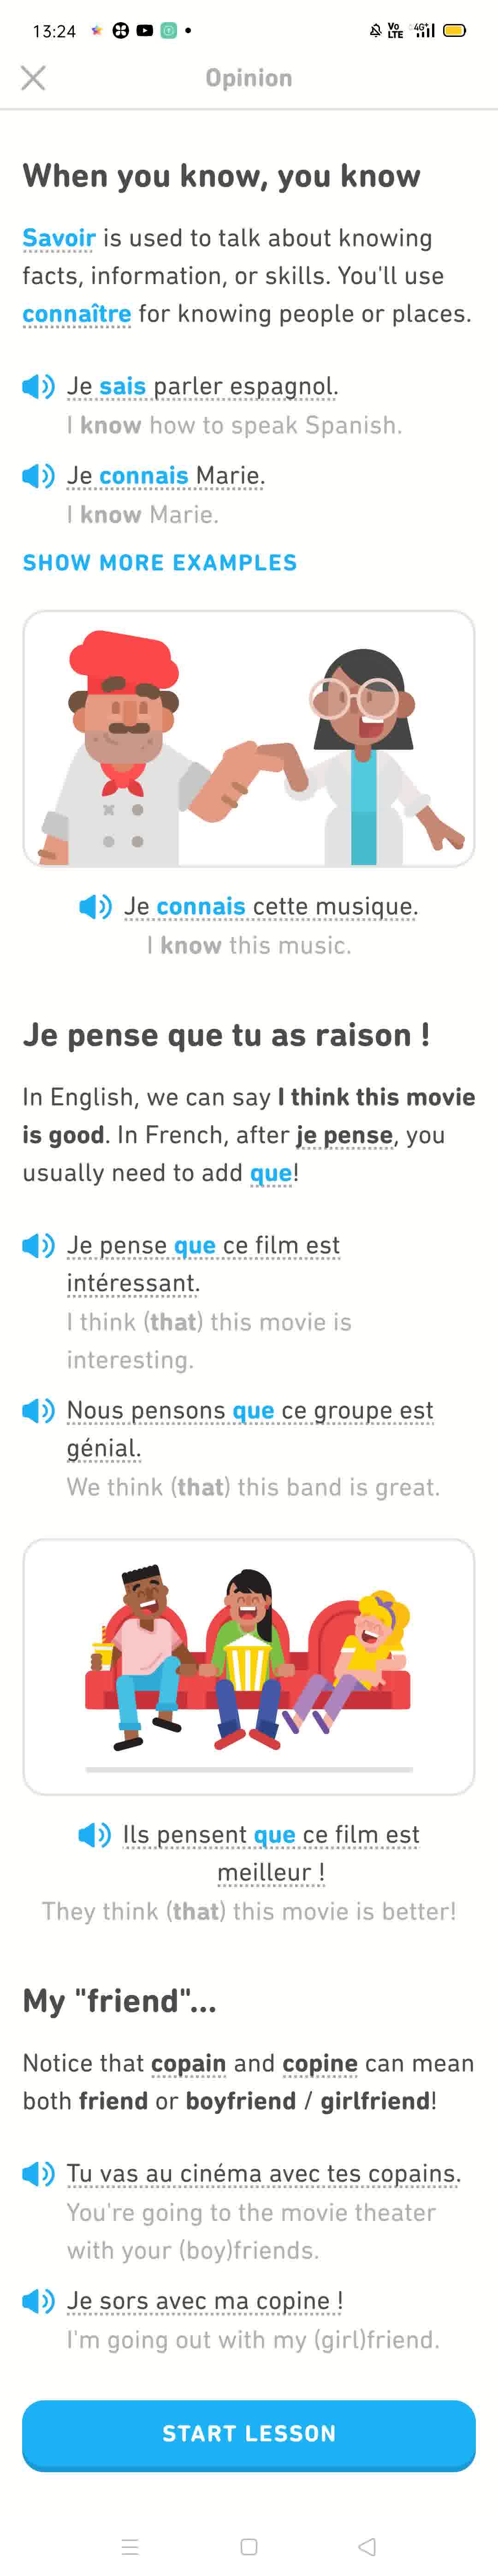 13:24
Vo
LTE
4G+
Opinion
When you know, you know
Savoir is used to talk about knowing
facts, information, or skills. You'll use
connaître for knowing people or places.
Je sais parler espagnol.
I know how to speak Spanish.
Je connais Marie.
I know Marie.
SHOW MORE EXAMPLES
Je connais cette musique.
I know this music.
Je pense que tu as raison !
In English, we can say I think this movie
is good. In French, after je pense, you
usually need to add que!
Je pense que ce film est
intéressant.
I think (that) this movie is
interesting.
Nous pensons que ce groupe est
génial.
We think (that) this band is great.
Ils pensent que ce film est
meilleur !
They think (that) this movie is better!
My "friend"...
Notice that copain and copine can mean
both friend or boyfriend / girlfriend!
Tu vas au cinéma avec tes copains.
You're going to the movie theater
with your (boy)friends.
Je sors avec ma copine !
I'm going out with my (girl)friend.
START LESSON